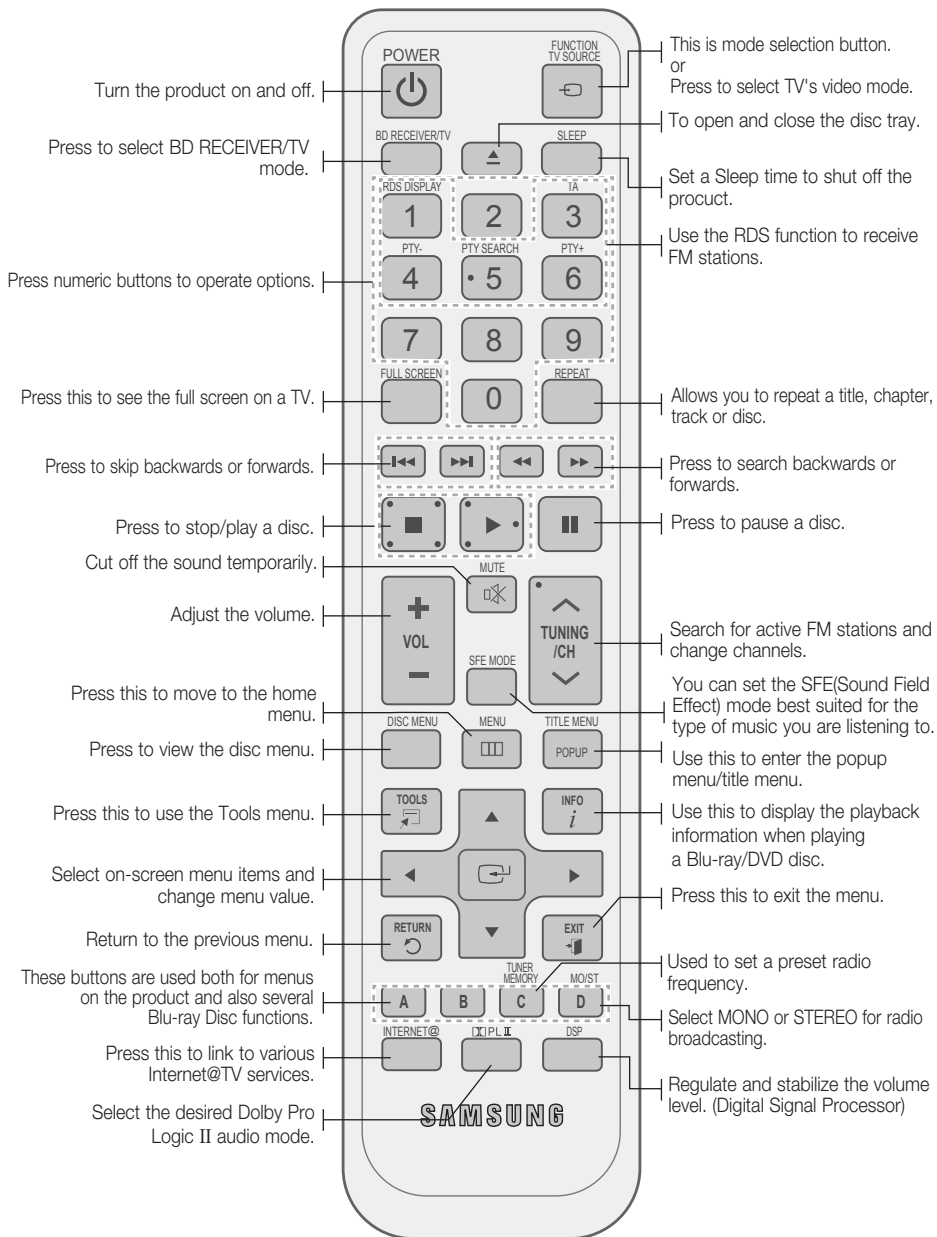 Turn the product on and off.
Press to select BD RECEIVER/TV
mode.
Press numeric buttons to operate options.
Press this to see the full screen on a TV.
Press to skip backwards or forwards.
Press to stop/play a disc.
Cut off the sound temporarily.
Adjust the volume.
Press this to move to the home
menu.
Press to view the disc menu.
Press this to use the Tools menu.
Select on-screen menu items and
change menu value.
Return to the previous menu.
These buttons are used both for menus
on the product and also several
Blu-ray Disc functions.
Press this to link to various
Internet@TV services.
Select the desired Dolby Pro
Logic II audio mode.
POWER
FUNCTION
TV SOURCE
BD RECEIVER/TV
SLEEP
RDS DISPLAY
TA
1 2 3
PTY- PTY SEARCH PTY+
4 5 6
7 8 9
FULL SCREEN
REPEAT
0
MUTE
VOL
TUNING
/CH
SFE MODE
DISC MENU MENU TITLE MENU
POPUP
TOOLS
INFO
i
RETURN
EXIT
TUNER
MEMORY
MO/ST
A B C D
INTERNET@
PL II
DSP
SAMSUNG
This is mode selection button.
or
Press to select TV's video mode.
To open and close the disc tray.
Set a Sleep time to shut off the
procuct.
Use the RDS function to receive
FM stations.
Allows you to repeat a title, chapter,
track or disc.
Press to search backwards or
forwards.
Press to pause a disc.
Search for active FM stations and
change channels.
You can set the SFE(Sound Field
Effect) mode best suited for the
type of music you are listening to.
Use this to enter the popup
menu/title menu.
Use this to display the playback
information when playing
a Blu-ray/DVD disc.
Press this to exit the menu.
Used to set a preset radio
frequency.
Select MONO or STEREO for radio
broadcasting.
Regulate and stabilize the volume
level. (Digital Signal Processor)